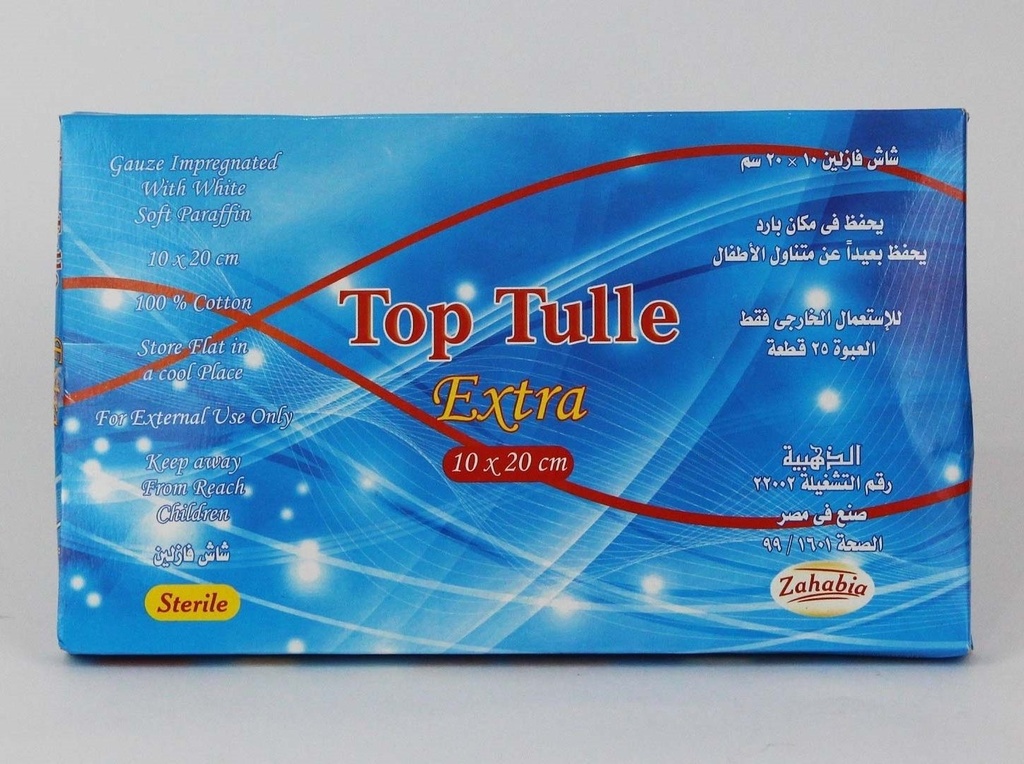 Gauze Impregnated
With White
Soft Paraffin
10 x 20 cm
100 % Cotton
Store Flat in
a cool Place
For External Use Only
Keep away
From Reach
Children
شاش فازلين
Sterile
Top Tulle
Extra
10 x 20 cm
شاش فازلين ١٠ × ٢٠ سم
يحفظ فى مكان بارد
يحفظ بعيداً عن متناول الأطفال
للإستعمال الخارجى فقط
العبوة ٢٥ قطعة
الذهبية
رقم التشغيلة ٢٢٠٠٢
صنع فى مصر
الصحة ١٦٠١ / ٩٩
Zahabia